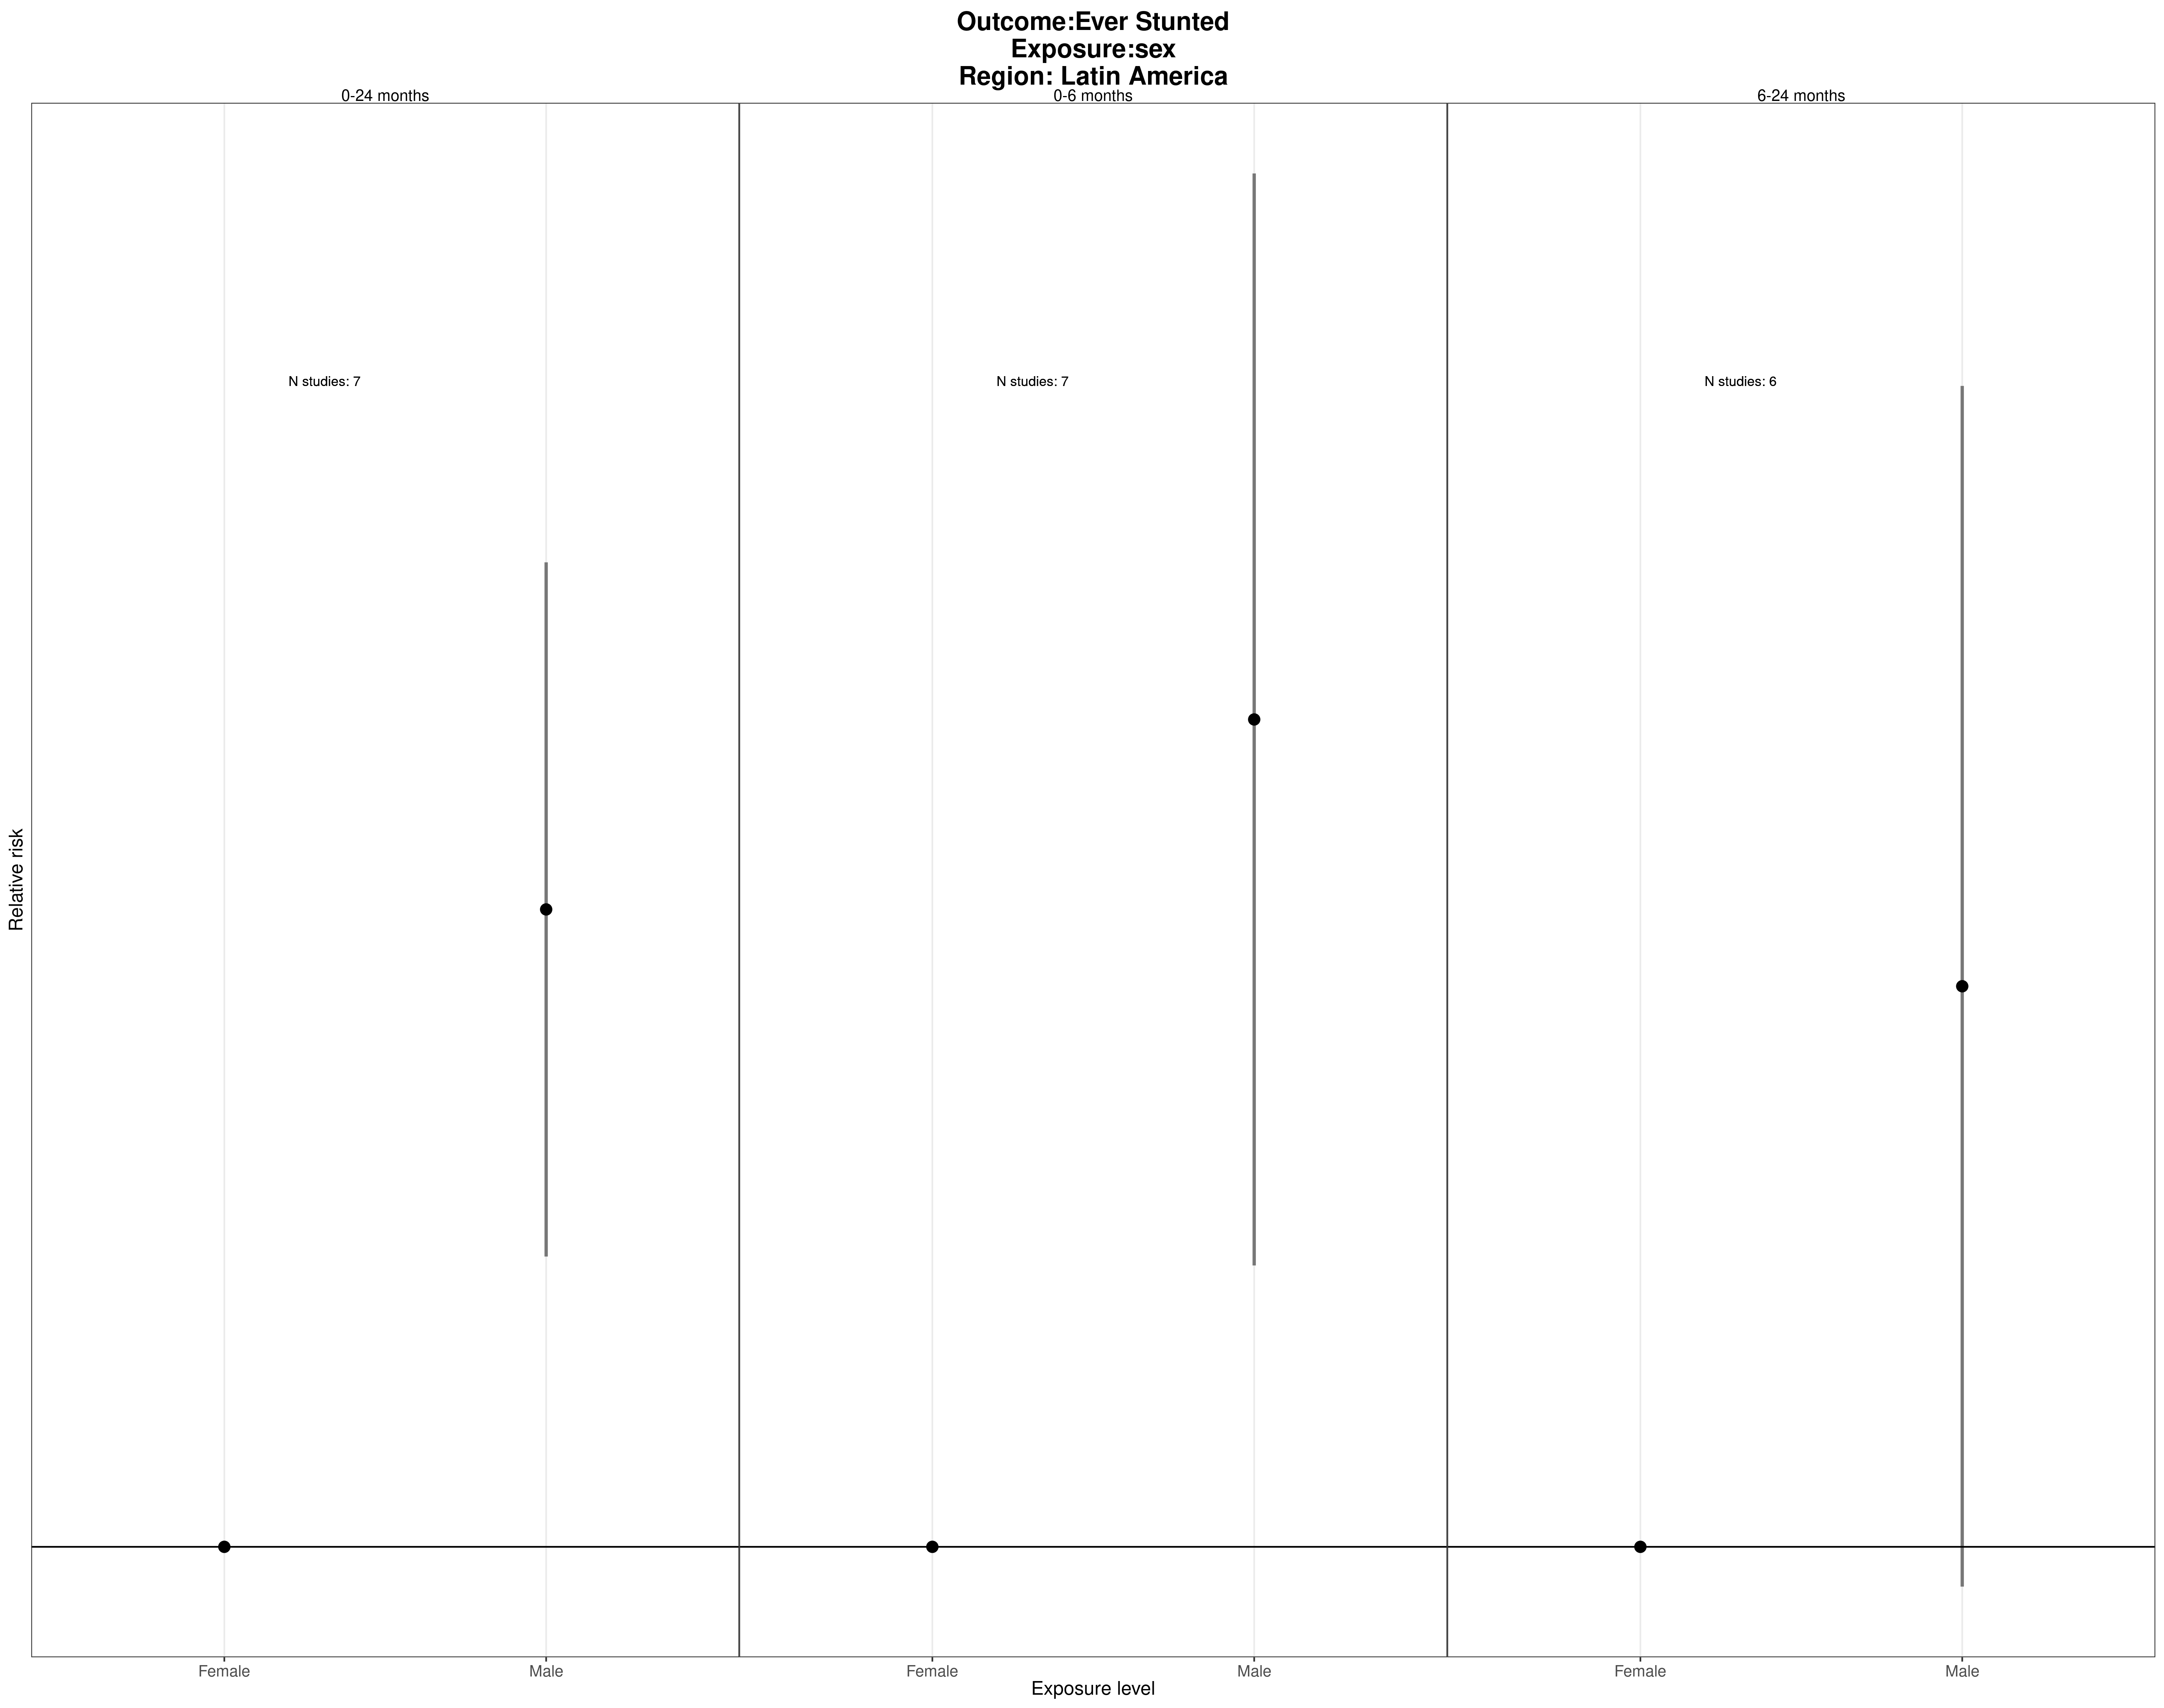 Outcome:Ever Stunted
Exposure:sex
Region: Latin America
0-24 months
0-6 months
6-24 months
N studies: 7
N studies: 7
N studies: 6
Relative risk
Female
Male
Female
Male
Female
Male
Exposure level